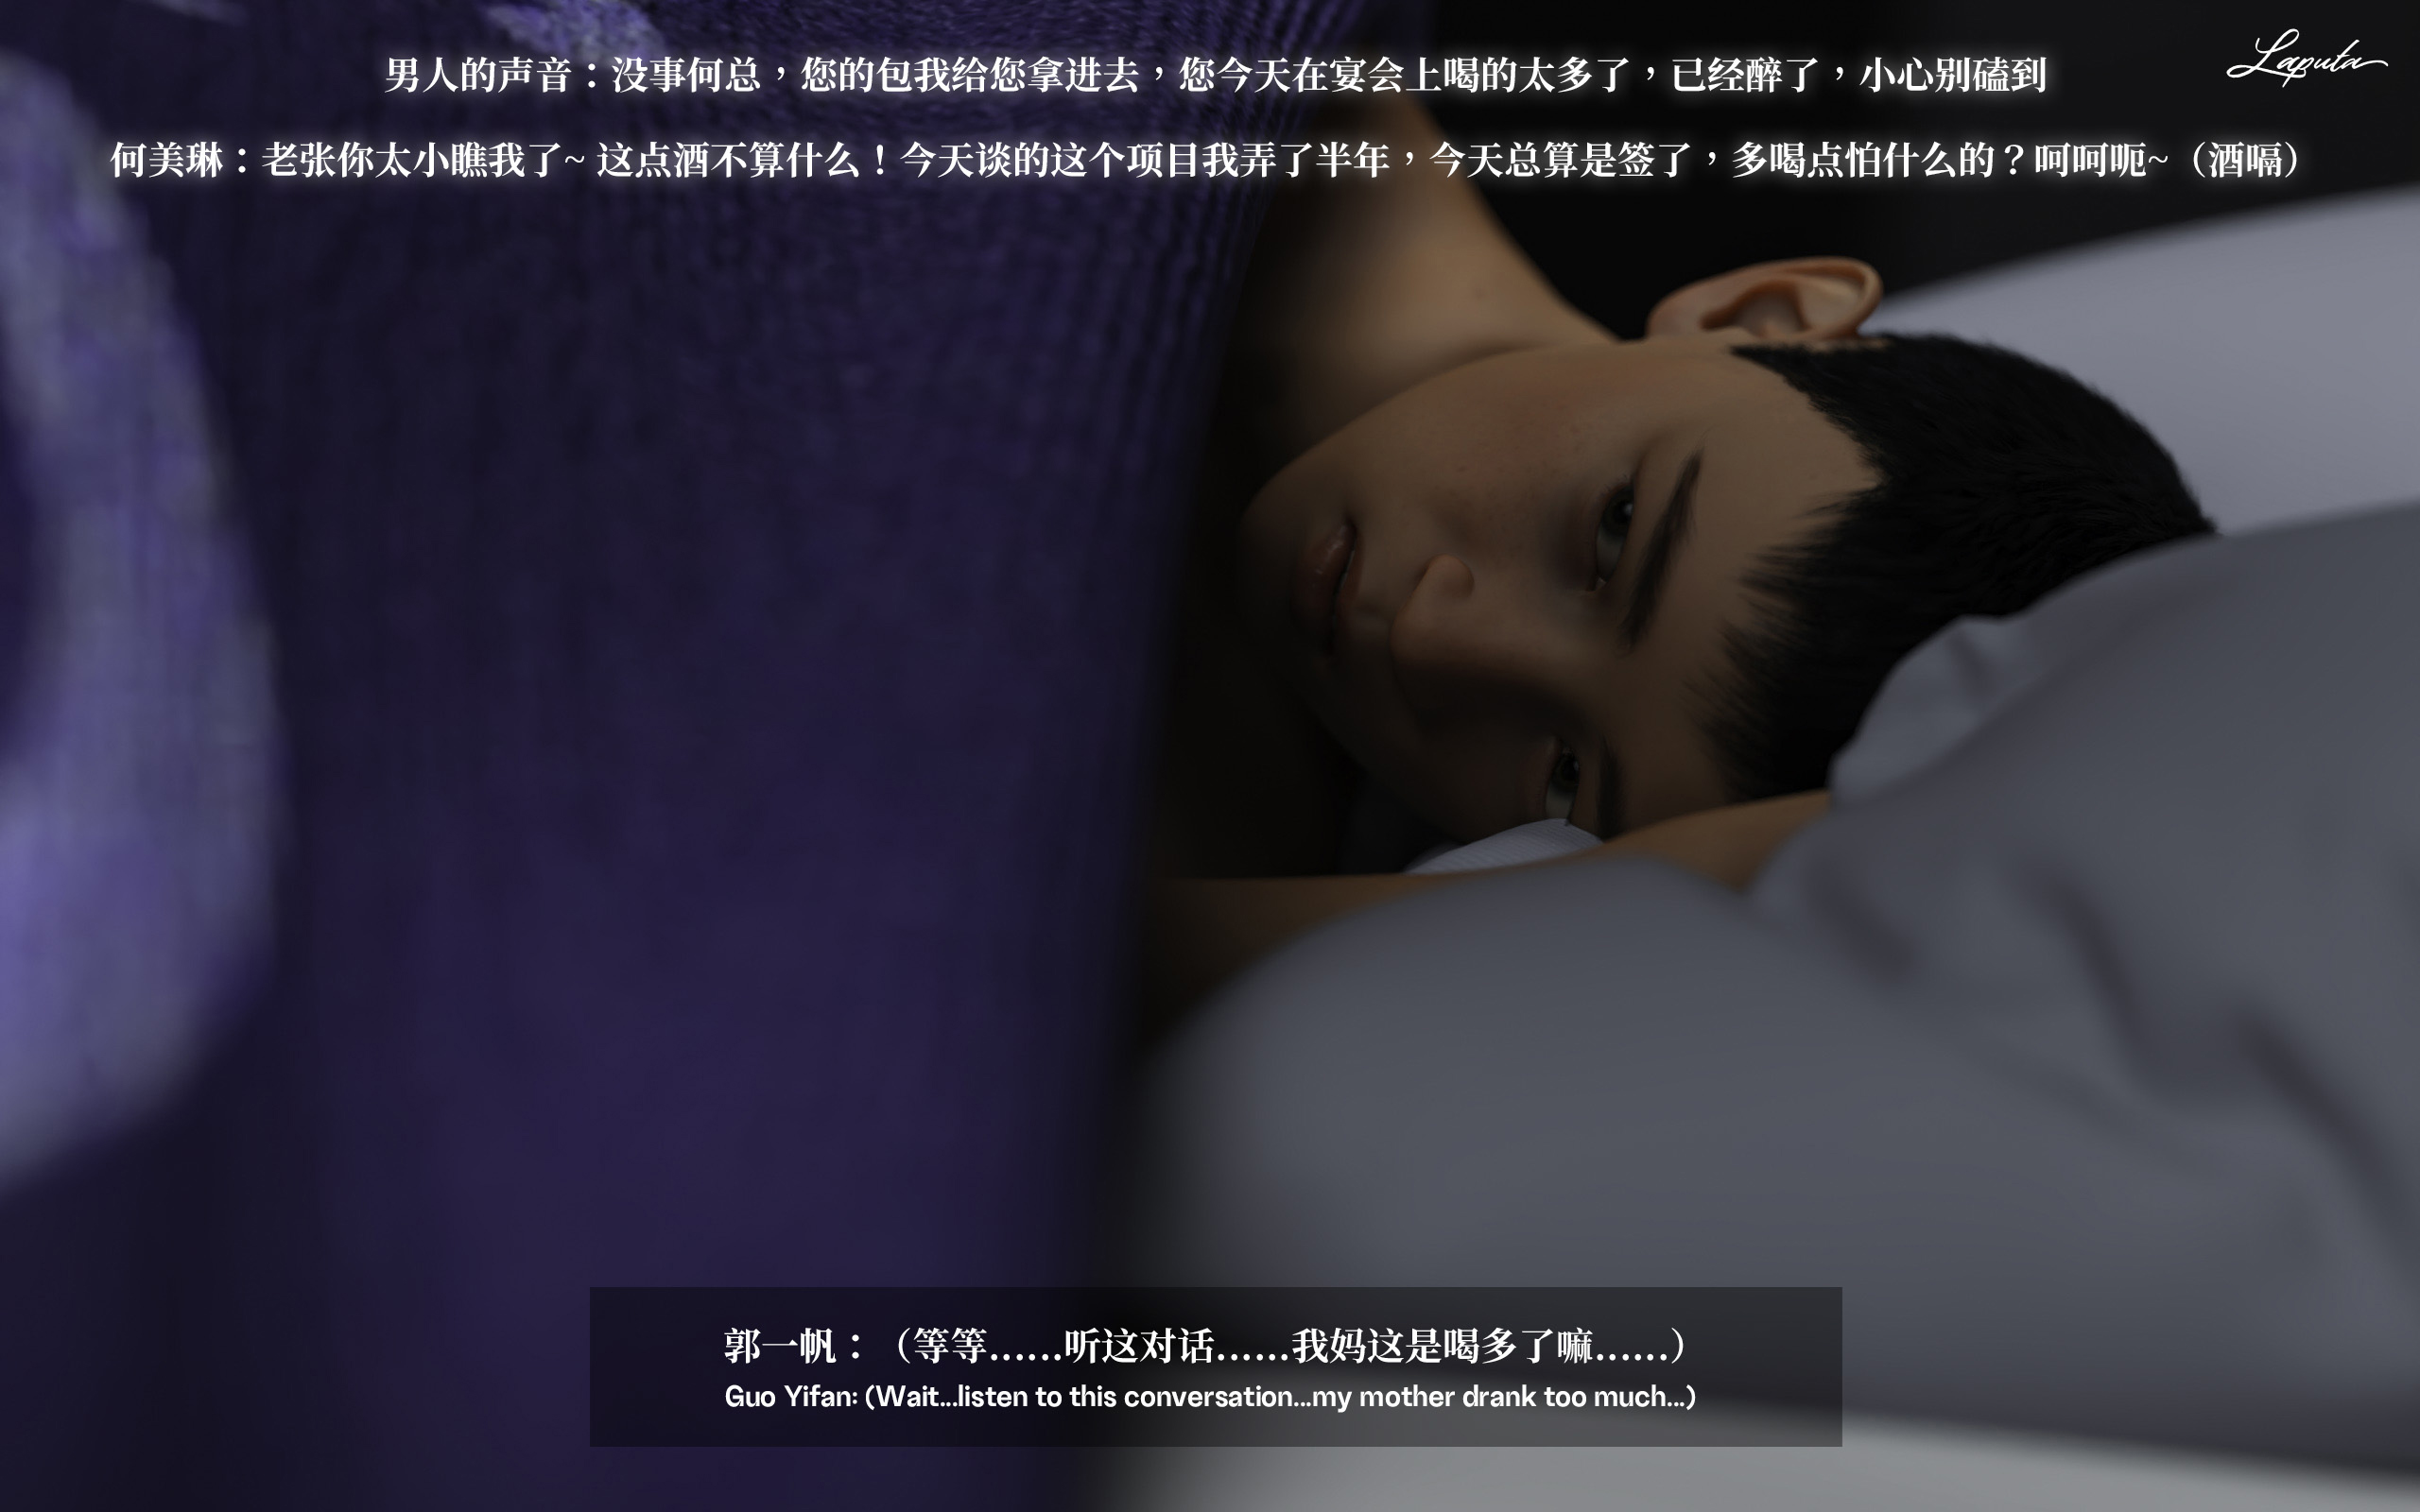 Laputa
男人的声音：没事何总，您的包我给您拿进去，您今天在宴会上喝的太多了，已经醉了，小心别磕到
何美琳：老张你太小瞧我了~ 这点酒不算什么！今天谈的这个项目我弄了半年，今天总算是签了，多喝点怕什么的？呵呵呃~（酒嗝）
郭一帆：（等等……听这对话……我妈这是喝多了嘛……）
Guo Yifan: (Wait...listen to this conversation...my mother drank too much...)